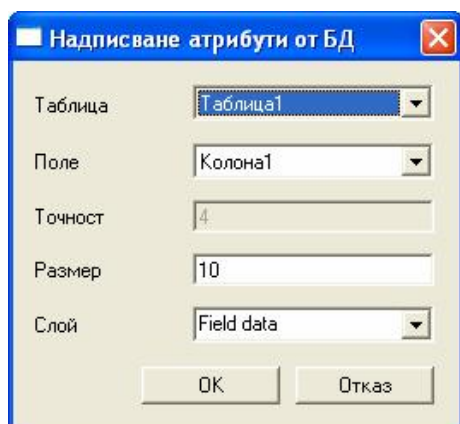 Надписване атрибути от БД
Таблица Таблица1
Поле Колона1
Точност 4
Размер 10
Слой Field data
OK Отказ